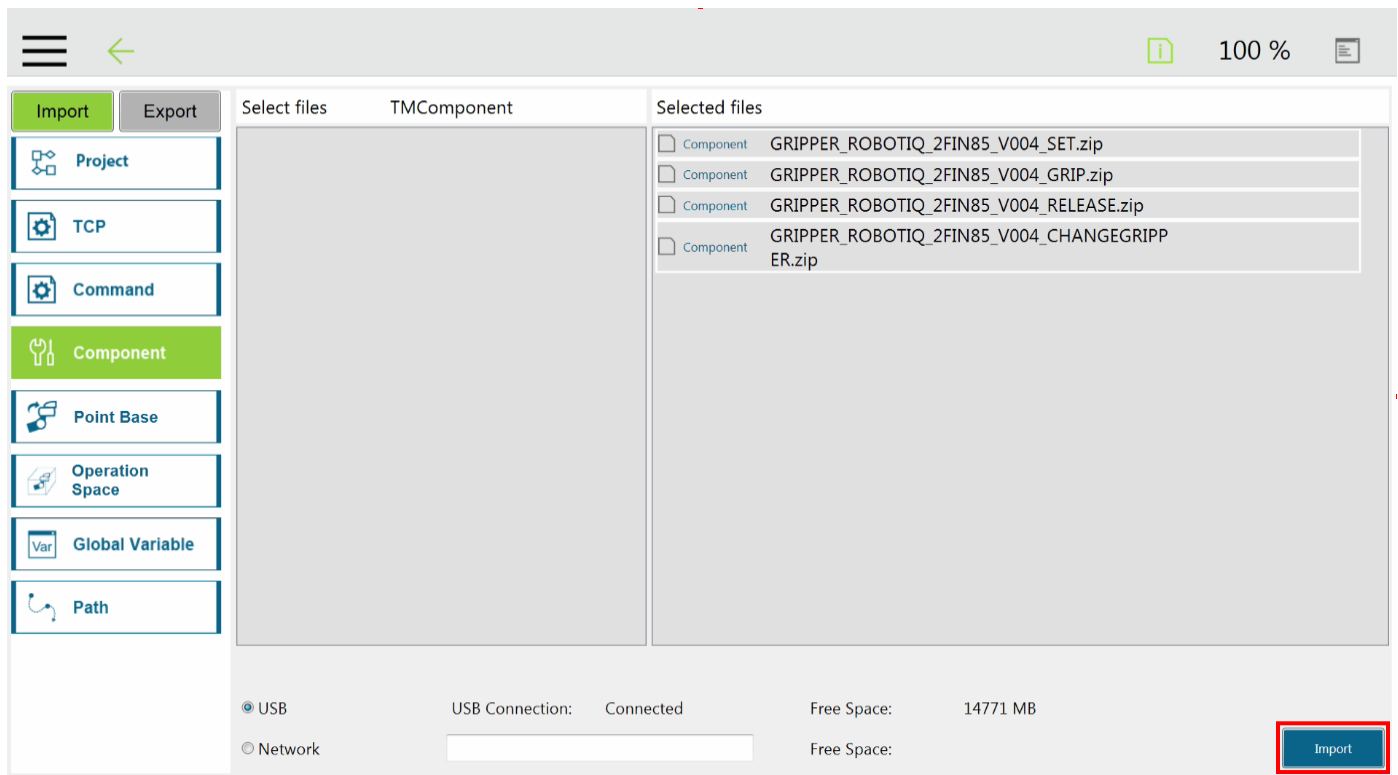 100 %
Import
Export
Select files
TMComponent
Selected files
Project
TCP
Command
Component
Point Base
Operation
Space
Global Variable
Var
Path
Component
GRIPPER_ROBOTIQ_2FIN85_V004_SET.zip
Component
GRIPPER_ROBOTIQ_2FIN85_V004_GRIP.zip
Component
GRIPPER_ROBOTIQ_2FIN85_V004_RELEASE.zip
Component
GRIPPER_ROBOTIQ_2FIN85_V004_CHANGEGRIPP
ER.zip
USB
USB Connection:
Connected
Free Space:
14771 MB
Network
Free Space:
Import